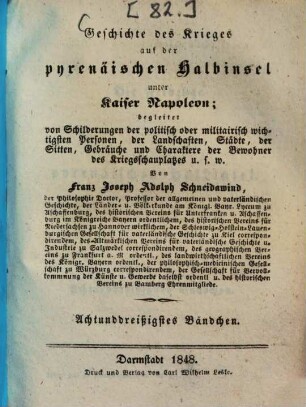 [82.]
Geschichte des Krieges
auf der
pyrenäischen Halbinsel
unter
Kaiser Napoleon;
begleitet
von Schilderungen der politisch oder militairisch wich-
tigsten Personen, der Landschaften, Städte, der
Sitten, Gebräuche und Charaktere der Bewohner
des Kriegsschauplatzes u. s. w.
Von
Franz Joseph Adolph Schneidawind,
der Philosophie Doctor, Professor der allgemeinen und vaterländischen
Geschichte, der Länder- und Völkerkunde am Königl. Bayr. Lyceum zu
Aschaffenburg, des historischen Vereins für Unterfranken u. Aschaffen-
burg im Königreiche Bayern ordentlichem, des historischen Vereins für
Niedersachsen zu Hannover wirklichem, der Schleswig-Holstein-Lauen-
burgischen Gesellschaft für vaterländische Geschichte zu Kiel correspon-
direndem, des Altmärkischen Vereins für vaterländische Geschichte u.
Industrie zu Salzwedel correspondirendem, des geographischen Ver-
eins zu Frankfurt a. M. ordentl., des landwirthschaftlichen Vereins
des Königr. Bayern ordentl., der philosophisch-medizinischen Gesell-
schaft zu Würzburg correspondirendem, der Gesellschaft für Vervoll-
kommnung der Künste u. Gewerbe daselbst ordentl. u. des historischen
Vereins zu Bamberg Ehrenmitgliede.
Achtunddreißigstes Bändchen.
Darmstadt 1848.
Druck und Verlag von Carl Wilhelm Leske.